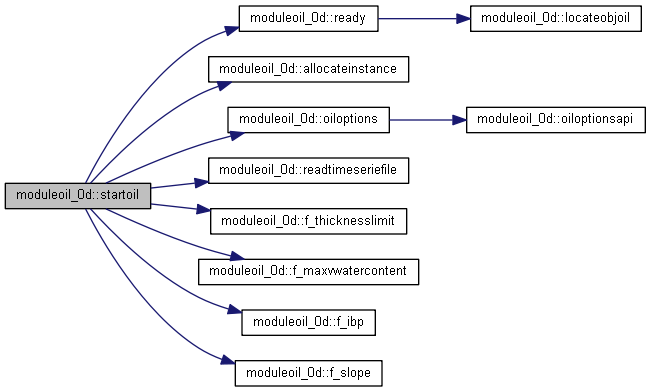 moduleoil_0d::ready
moduleoil_0d::locateobjoil
moduleoil_0d::allocateinstance
moduleoil_0d::oiloptions
moduleoil_0d::oiloptionsapi
moduleoil_0d::readtimeseriefile
moduleoil_0d::startoil
moduleoil_0d::f_thicknesslimit
moduleoil_0d::f_maxvwatercontent
moduleoil_0d::f_ibp
moduleoil_0d::f_slope